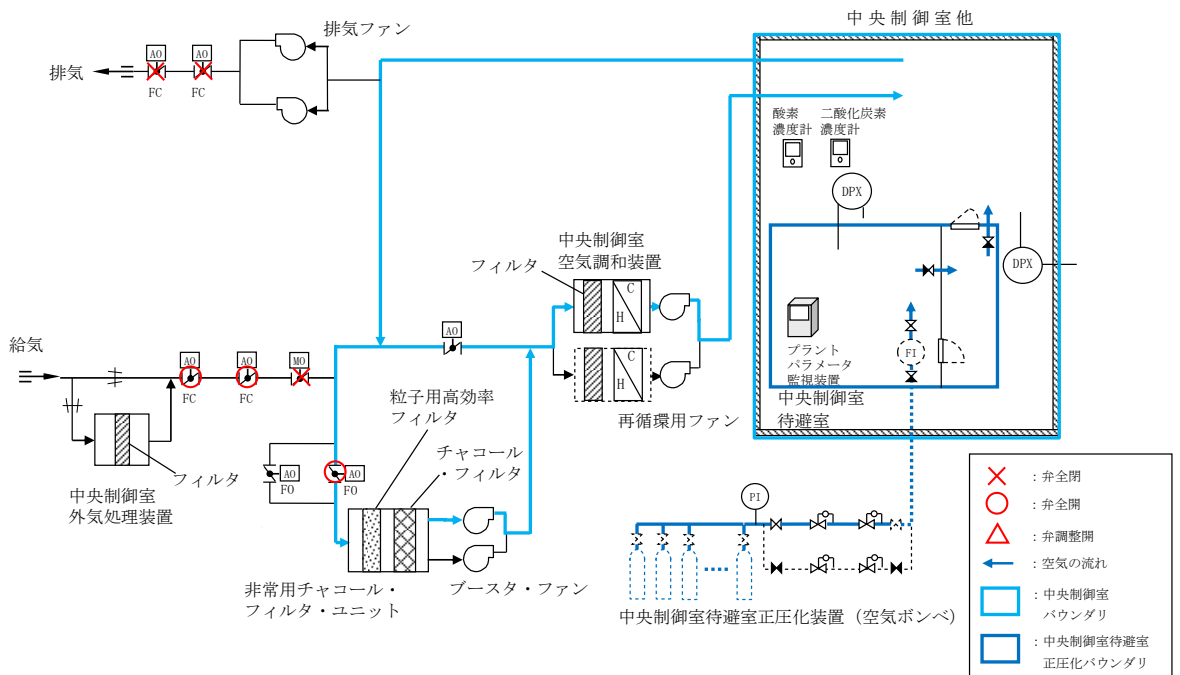 中央制御室他
排気ファン
AO
AO
排気
FC
FC
酸素
濃度計
二酸化炭素
濃度計
DPX
DPX
中央制御室
空気調和装置
フィルタ
C
H
C
H
再循環用ファン
プラント
パラメータ
監視装置
FI
中央制御室
待避室
給気
AO
AO
MO
AO
FC
FC
フィルタ
中央制御室
外気処理装置
粒子用高効率
フィルタ
チャコール
・フィルタ
AO
FO
AO
FO
非常用チャコール・
フィルタ・ユニット
ブースタ・ファン
PI
中央制御室待避室正圧化装置（空気ボンベ）
：弁全閉
：弁全開
：弁調整開
：空気の流れ
：中央制御室
バウンダリ
：中央制御室待避室
正圧化バウンダリ